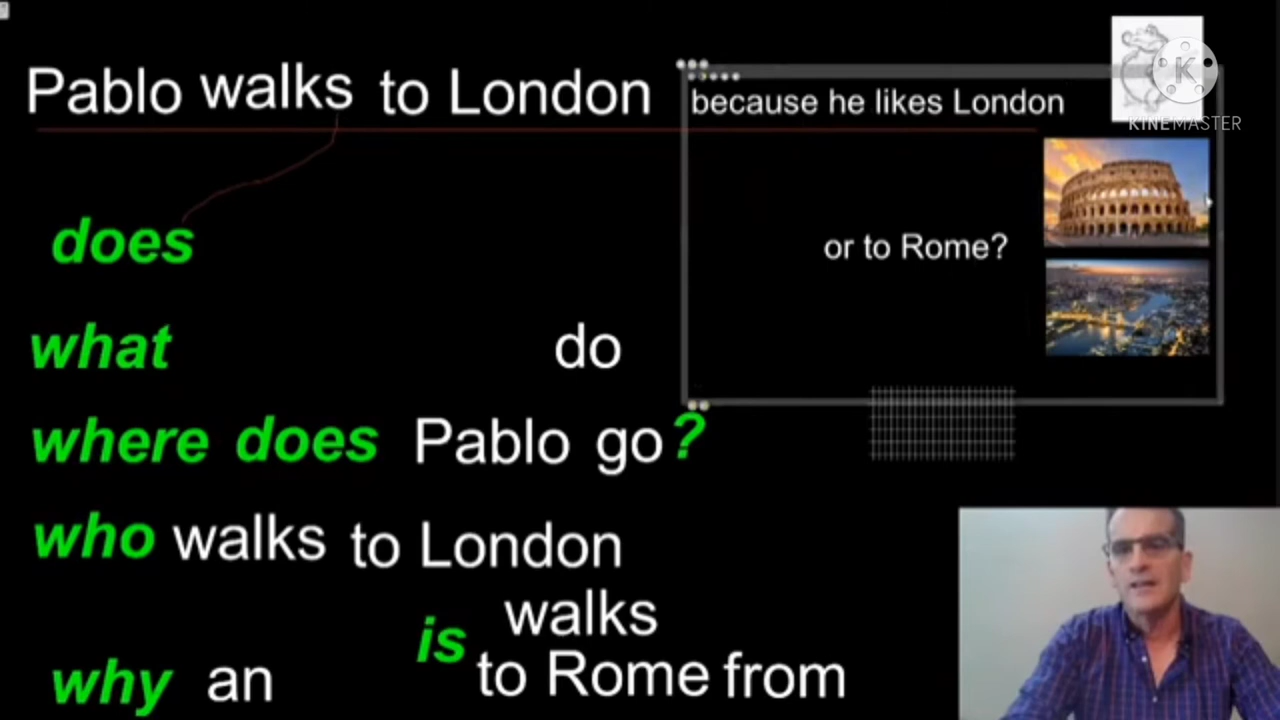 Pablo walks to London because he likes London
KINEMASTER
does
or to Rome?
what do
where does Pablo go?
who walks to London
walks
is
why an to Rome from